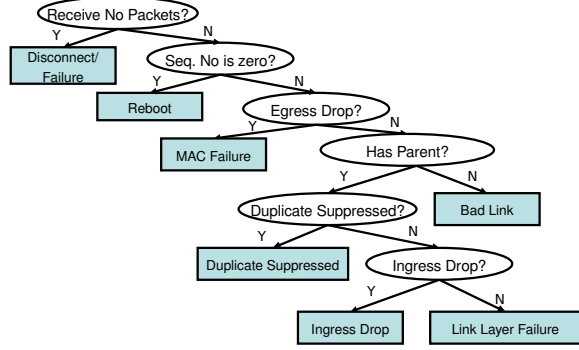 Receive No Packets?
Y
N
Disconnect/
Failure
Seq. No is zero?
Y
N
Reboot
Egress Drop?
Y
N
MAC Failure
Has Parent?
Y
N
Duplicate Suppressed?
Bad Link
Y
N
Duplicate Suppressed
Ingress Drop?
Y
N
Ingress Drop
Link Layer Failure